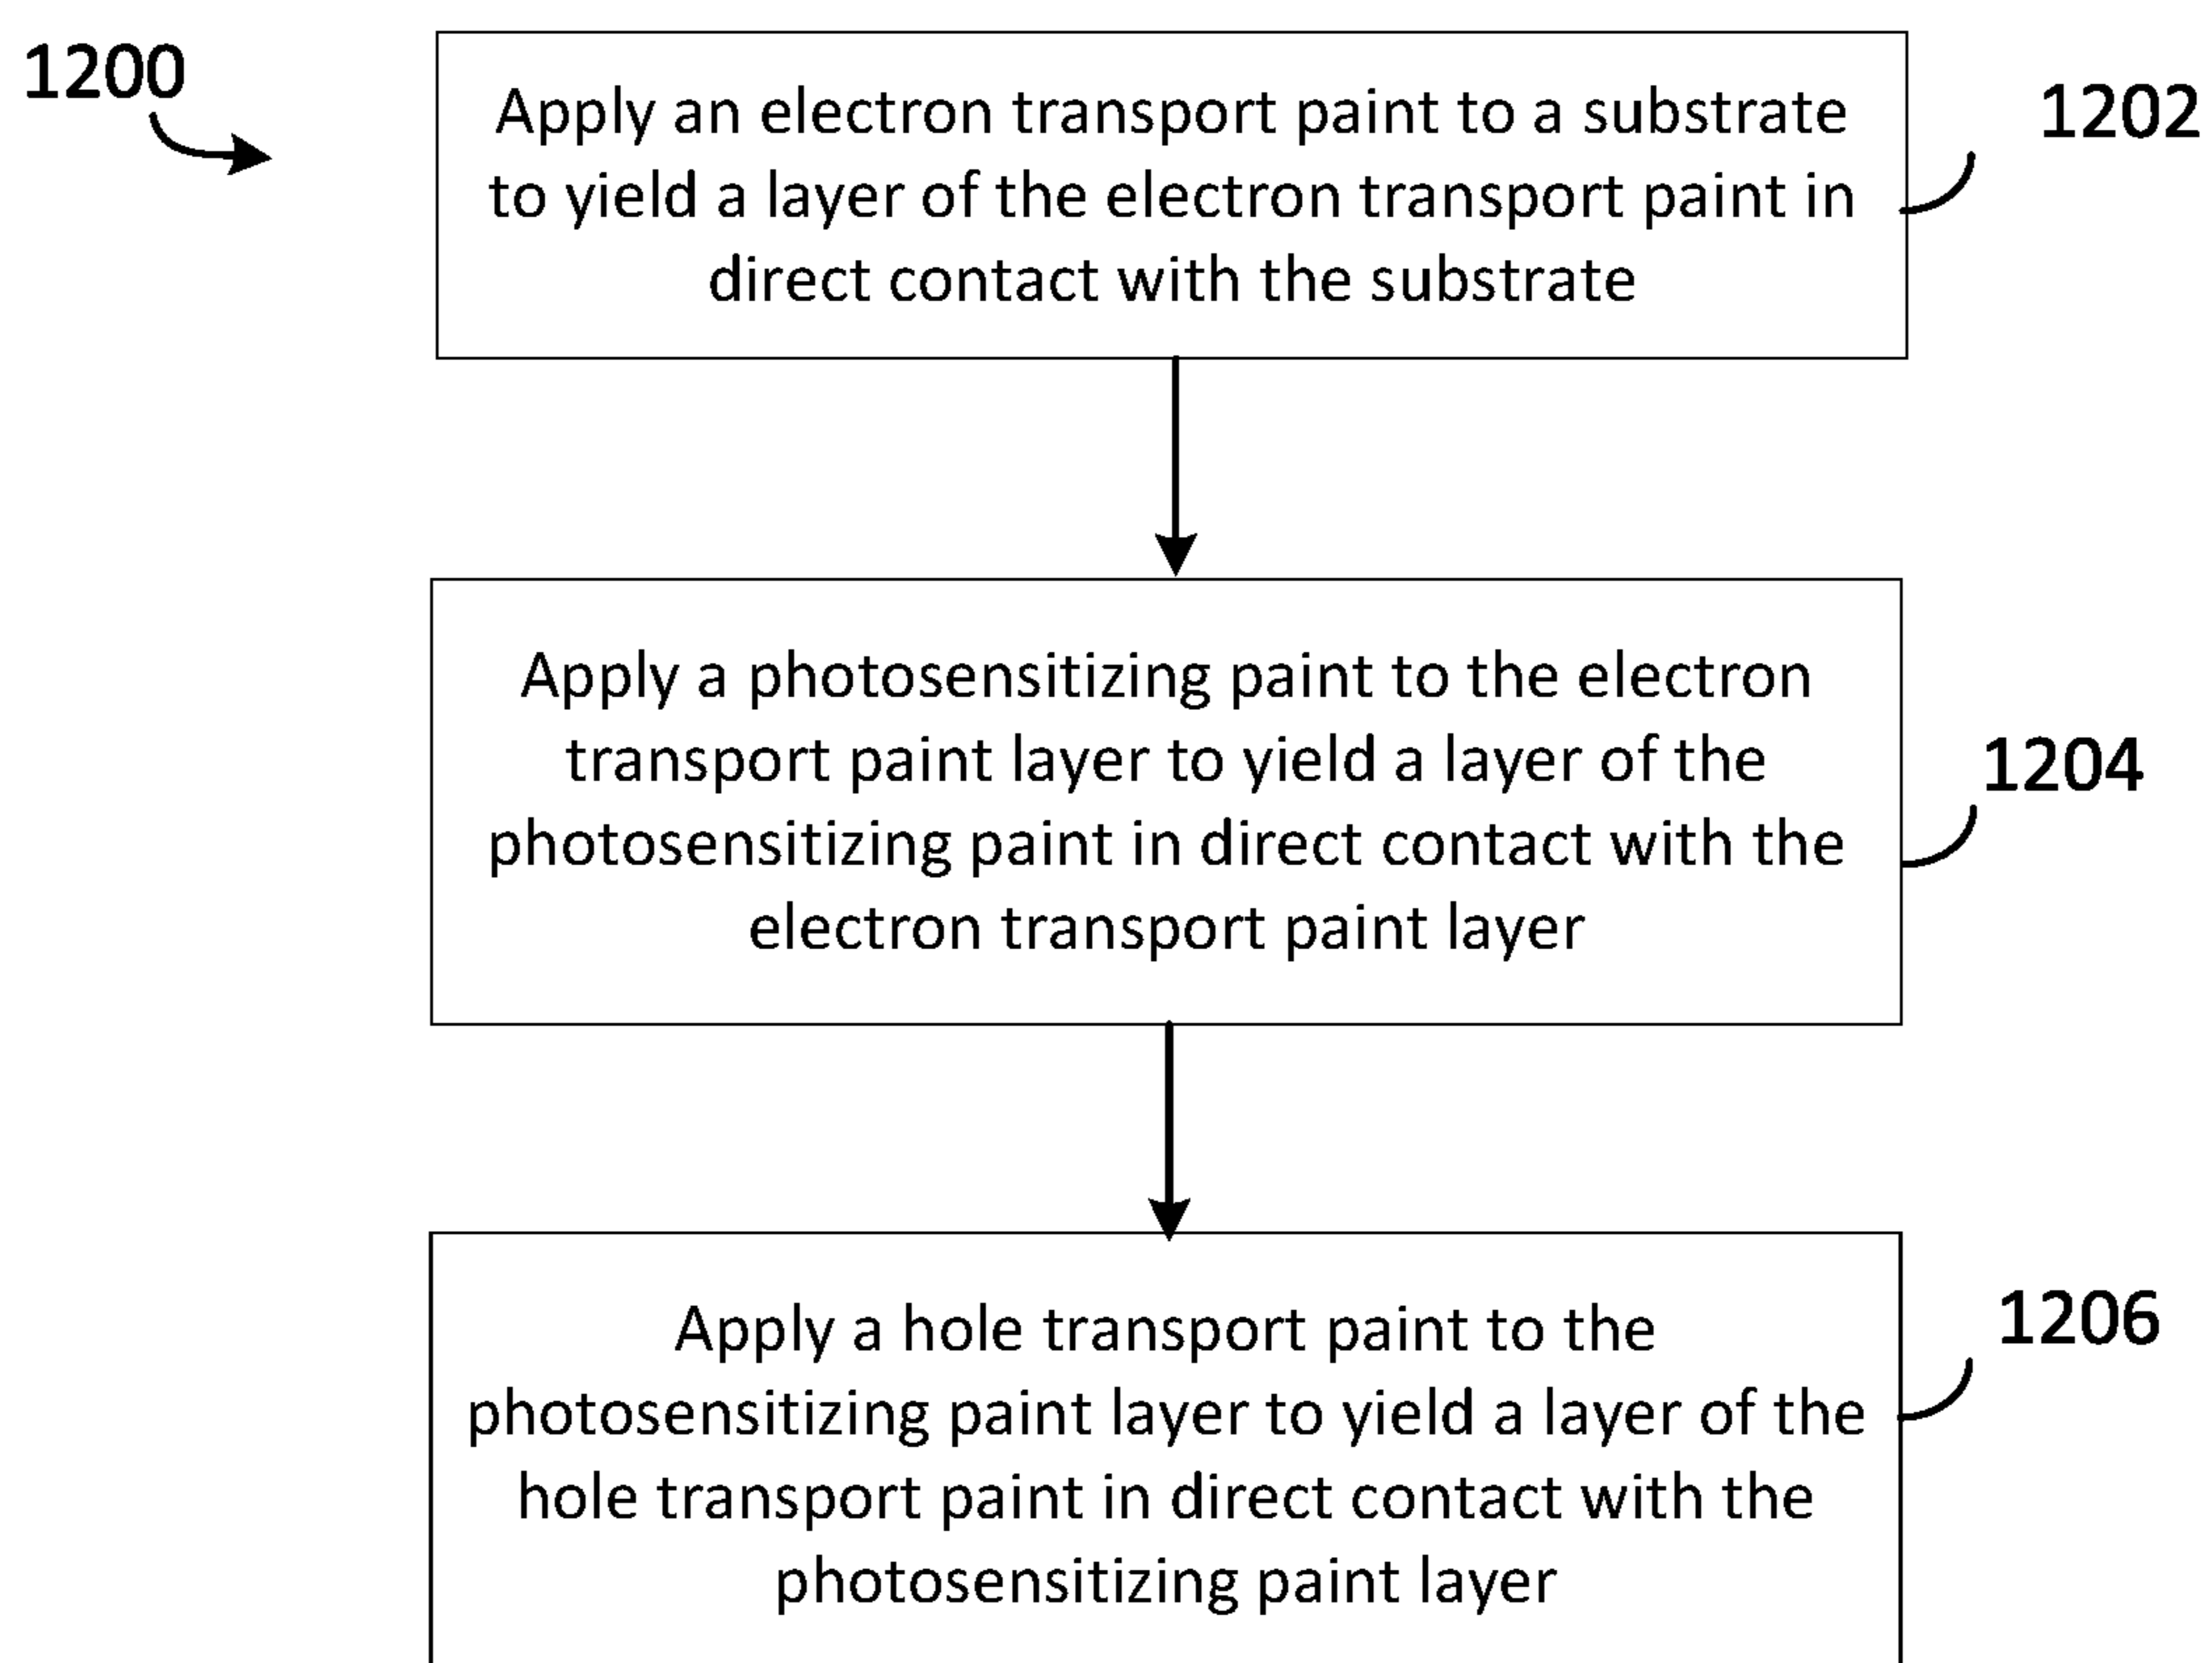 1200
Apply an electron transport paint to a substrate
to yield a layer of the electron transport paint in
direct contact with the substrate
1202
Apply a photosensitizing paint to the electron
transport paint layer to yield a layer of the
photosensitizing paint in direct contact with the
electron transport paint layer
1204
Apply a hole transport paint to the
photosensitizing paint layer to yield a layer of the
hole transport paint in direct contact with the
photosensitizing paint layer
1206